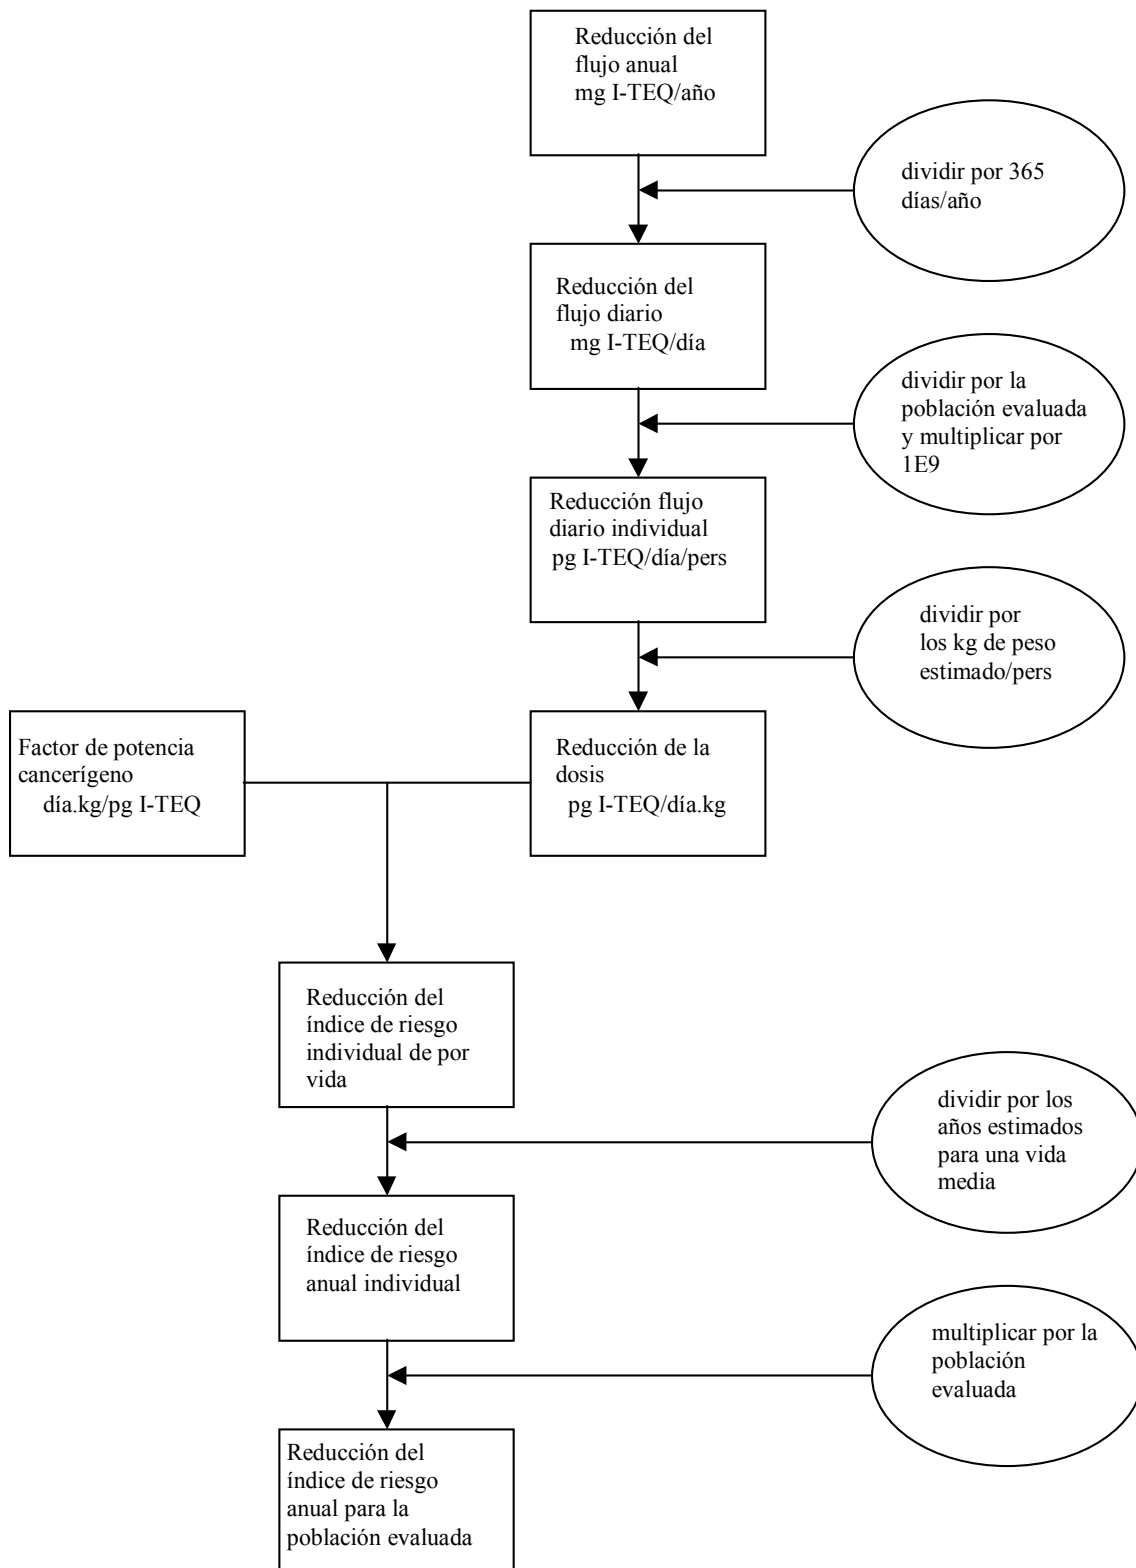 Reducción del
flujo anual
mg I-TEQ/año
dividir por 365
días/año
Reducción del
flujo diario
mg I-TEQ/día
dividir por la
población evaluada
y multiplicar por
1E9
Reducción flujo
diario individual
pg I-TEQ/día/pers
dividir por
los kg de peso
estimado/pers
Factor de potencia
cancerígeno
día.kg/pg I-TEQ
Reducción de la
dosis
pg I-TEQ/día.kg
Reducción del
índice de riesgo
individual de por
vida
dividir por los
años estimados
para una vida
media
Reducción del
índice de riesgo
anual individual
multiplicar por la
población
evaluada
Reducción del
índice de riesgo
anual para la
población evaluada